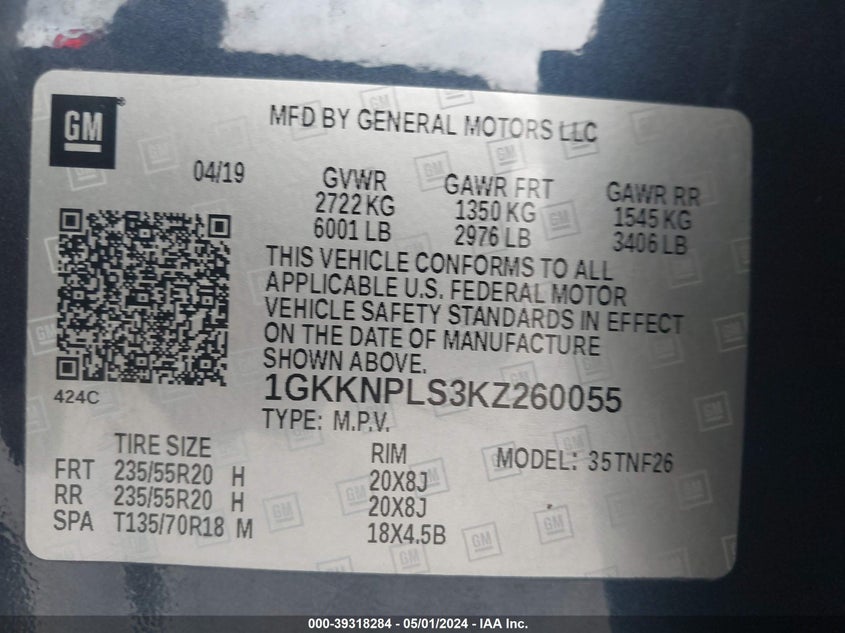 GM
MFD BY GENERAL MOTORS LLC
04/19
GVWR GAWR FRT GAWR RR
2722 KG 1350 KG 1545 KG
6001 LB 2976 LB 3406 LB
THIS VEHICLE CONFORMS TO ALL
APPLICABLE U.S. FEDERAL MOTOR
VEHICLE SAFETY STANDARDS IN EFFECT
ON THE DATE OF MANUFACTURE
SHOWN ABOVE.
424C
1GKKNPLS3KZ260055
TYPE: M.P.V.
TIRE SIZE RIM MODEL: 35TNF26
FRT 235/55R20 H 20X8J
RR 235/55R20 H 20X8J
SPA T135/70R18 M 18X4.5B
000-39318284 - 05/01/2024 - IAA Inc.